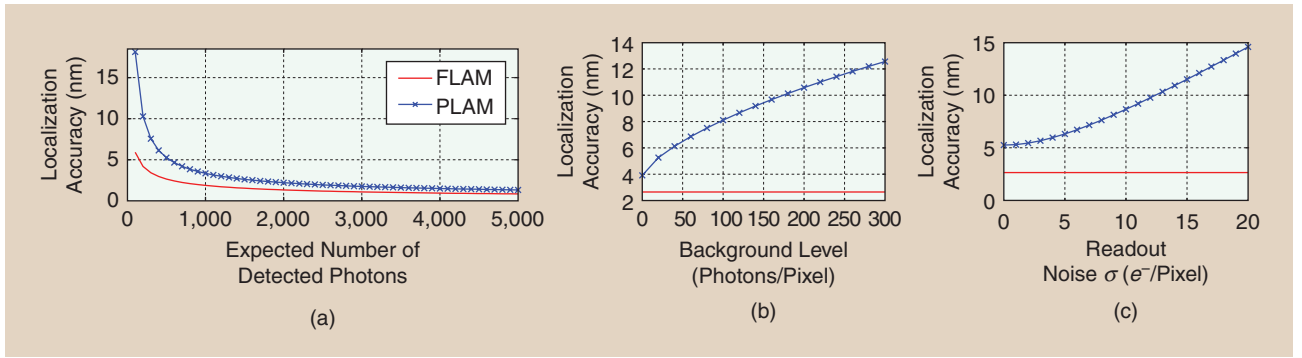 Localization
Accuracy (nm)
15
10
5
0
0
1,000
2,000
3,000
4,000
5,000
FLAM
PLAM
Expected Number of
Detected Photons
(a)
Localization
Accuracy (nm)
14
12
10
8
6
4
2
0
50
100
150
200
250
300
Background Level
(Photons/Pixel)
(b)
Localization
Accuracy (nm)
15
10
5
0
0
5
10
15
20
Readout
Noise σ (e⁻/Pixel)
(c)